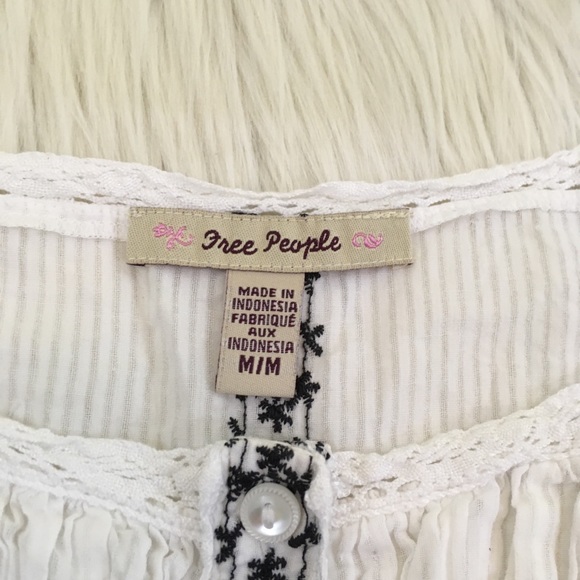 Free People
MADE IN
INDONESIA
FABRIQUÉ
AUX
INDONESIA
M/M